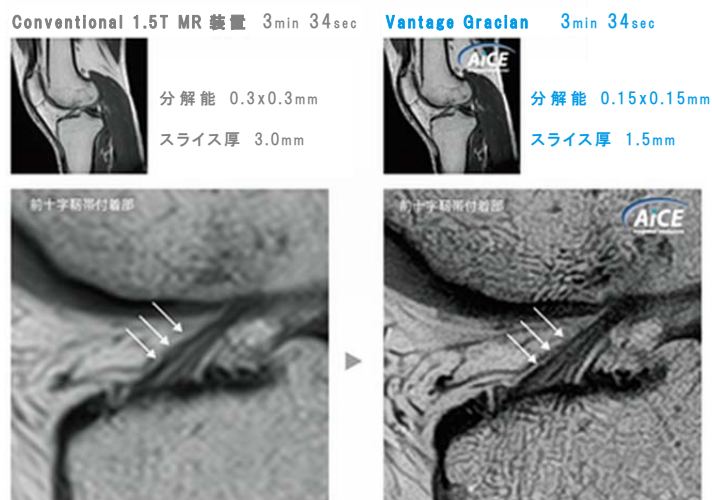 Conventional 1.5T MR 装置 3min 34sec
分解能 0.3x0.3mm
スライス厚 3.0mm
前十字靭帯付着部
Vantage Gracian 3min 34sec
AiCE
分解能 0.15x0.15mm
スライス厚 1.5mm
前十字靭帯付着部
AiCE